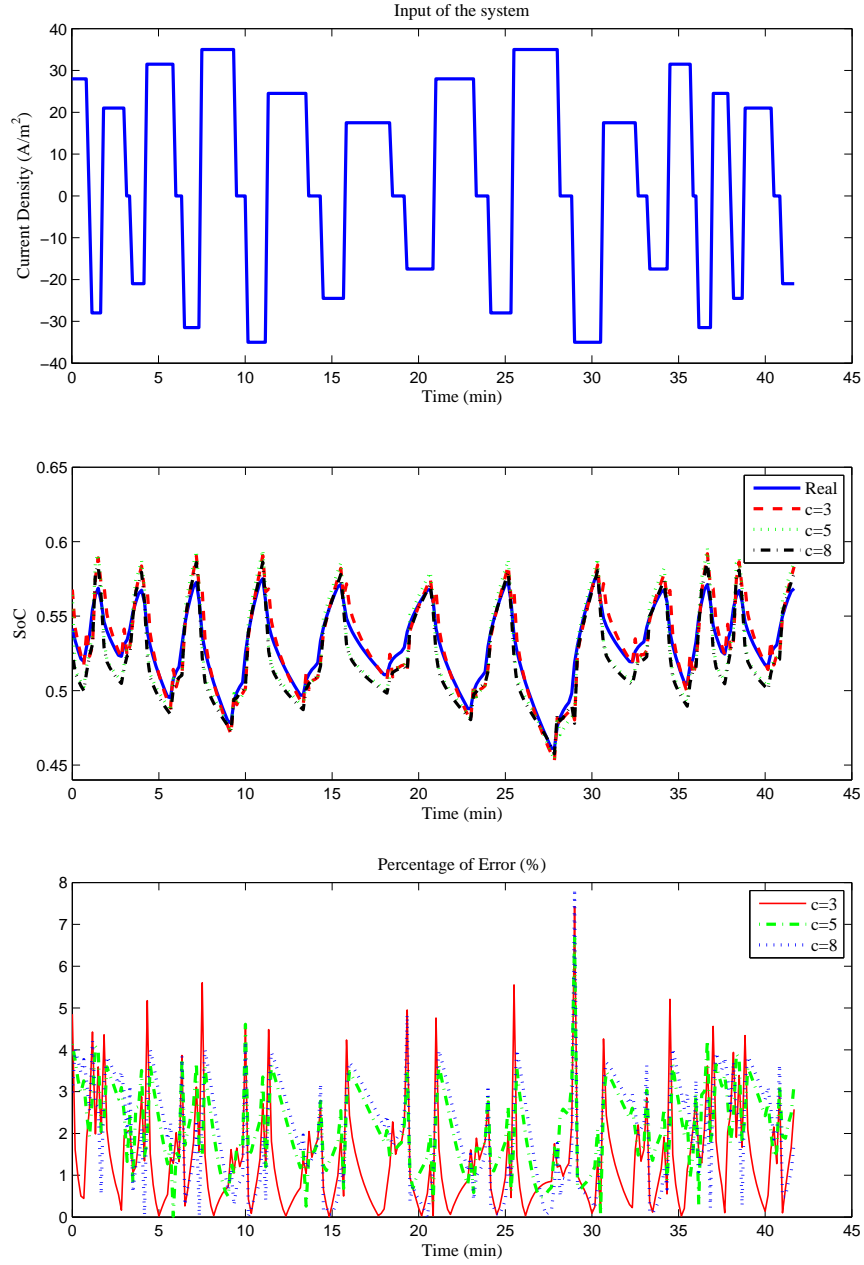 Input of the system
40
30
20
10
0
−10
−20
−30
−40
Current Density (A/m²)
0 5 10 15 20 25 30 35 40 45
Time (min)
0.65
0.6
0.55
0.5
0.45
SoC
Real
c=3
c=5
c=8
0 5 10 15 20 25 30 35 40 45
Time (min)
Percentage of Error (%)
8
7
6
5
4
3
2
1
0
c=3
c=5
c=8
0 5 10 15 20 25 30 35 40 45
Time (min)